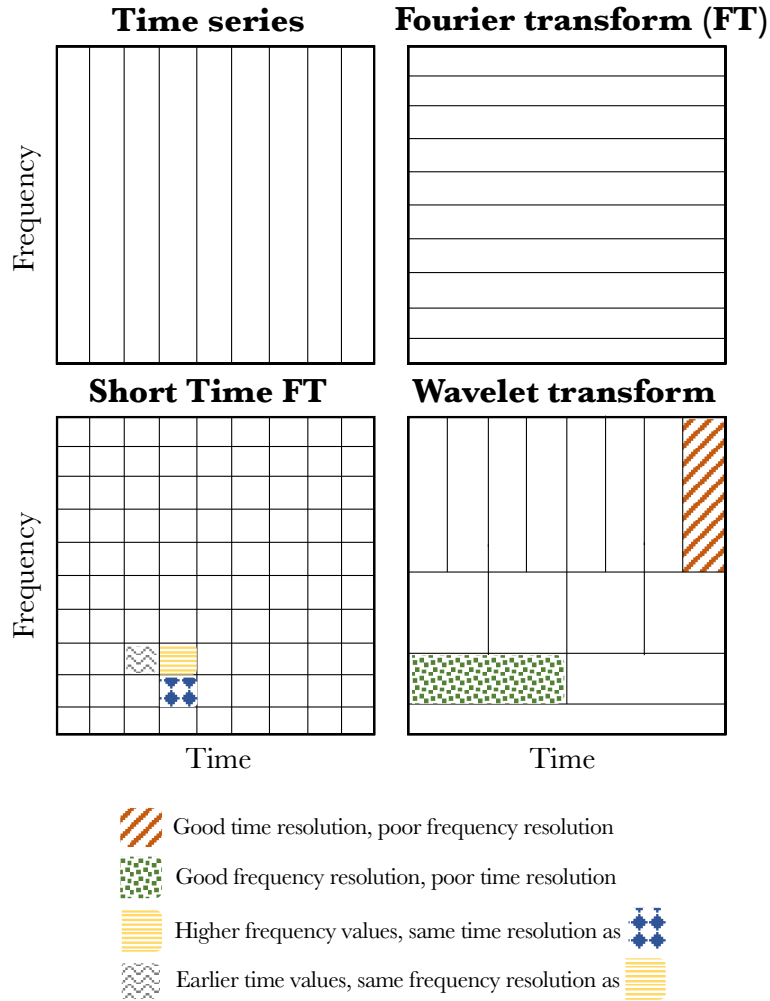 Time series
Fourier transform (FT)
Frequency
Short Time FT
Wavelet transform
Frequency
Time
Time
Good time resolution, poor frequency resolution
Good frequency resolution, poor time resolution
Higher frequency values, same time resolution as
Earlier time values, same frequency resolution as